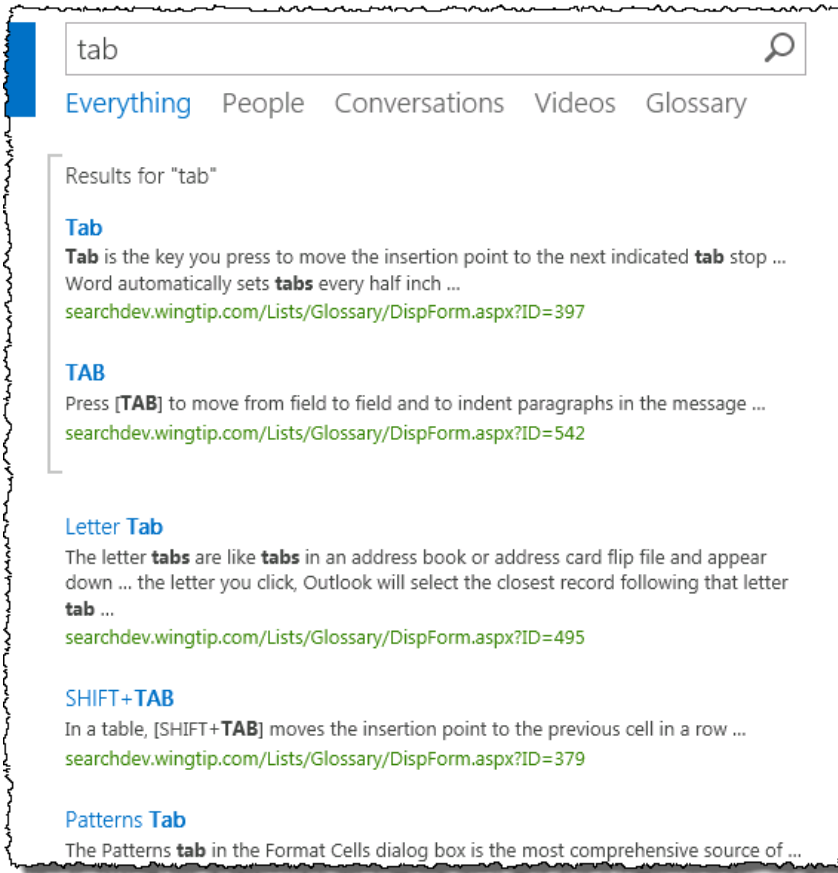 tab
Everything People Conversations Videos Glossary
Results for "tab"
Tab
Tab is the key you press to move the insertion point to the next indicated tab stop ...
Word automatically sets tabs every half inch ...
searchdev.wingtip.com/Lists/Glossary/DispForm.aspx?ID=397
TAB
Press [TAB] to move from field to field and to indent paragraphs in the message ...
searchdev.wingtip.com/Lists/Glossary/DispForm.aspx?ID=542
Letter Tab
The letter tabs are like tabs in an address book or address card flip file and appear
down ... the letter you click, Outlook will select the closest record following that letter
tab ...
searchdev.wingtip.com/Lists/Glossary/DispForm.aspx?ID=495
SHIFT+TAB
In a table, [SHIFT+TAB] moves the insertion point to the previous cell in a row ...
searchdev.wingtip.com/Lists/Glossary/DispForm.aspx?ID=379
Patterns Tab
The Patterns tab in the Format Cells dialog box is the most comprehensive source of ...